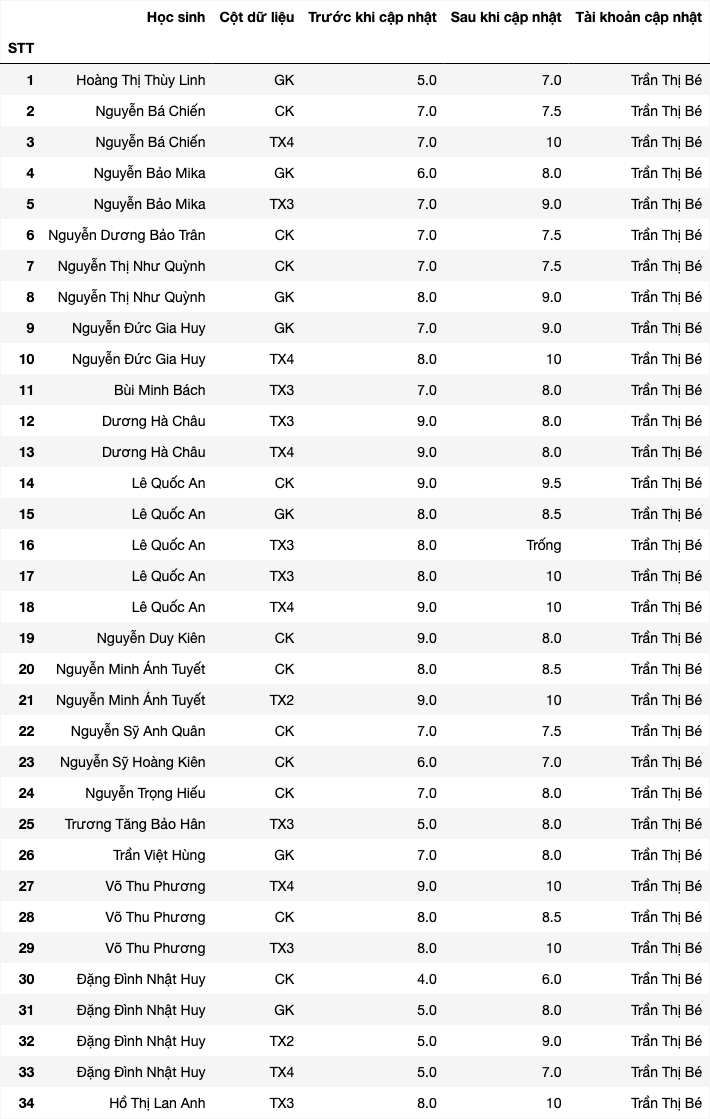 Học sinh Cột dữ liệu Trước khi cập nhật Sau khi cập nhật Tài khoản cập nhật
STT
1 Hoàng Thị Thùy Linh GK 5.0 7.0 Trần Thị Bé
2 Nguyễn Bá Chiến CK 7.0 7.5 Trần Thị Bé
3 Nguyễn Bá Chiến TX4 7.0 10 Trần Thị Bé
4 Nguyễn Bảo Mika GK 6.0 8.0 Trần Thị Bé
5 Nguyễn Bảo Mika TX3 7.0 9.0 Trần Thị Bé
6 Nguyễn Dương Bảo Trân CK 7.0 7.5 Trần Thị Bé
7 Nguyễn Thị Như Quỳnh CK 7.0 7.5 Trần Thị Bé
8 Nguyễn Thị Như Quỳnh GK 8.0 9.0 Trần Thị Bé
9 Nguyễn Đức Gia Huy GK 7.0 9.0 Trần Thị Bé
10 Nguyễn Đức Gia Huy TX4 8.0 10 Trần Thị Bé
11 Bùi Minh Bách TX3 7.0 8.0 Trần Thị Bé
12 Dương Hà Châu TX3 9.0 8.0 Trần Thị Bé
13 Dương Hà Châu TX4 9.0 8.0 Trần Thị Bé
14 Lê Quốc An CK 9.0 9.5 Trần Thị Bé
15 Lê Quốc An GK 8.0 8.5 Trần Thị Bé
16 Lê Quốc An TX3 8.0 Trống Trần Thị Bé
17 Lê Quốc An TX3 8.0 10 Trần Thị Bé
18 Lê Quốc An TX4 9.0 10 Trần Thị Bé
19 Nguyễn Duy Kiên CK 9.0 8.0 Trần Thị Bé
20 Nguyễn Minh Ánh Tuyết CK 8.0 8.5 Trần Thị Bé
21 Nguyễn Minh Ánh Tuyết TX2 9.0 10 Trần Thị Bé
22 Nguyễn Sỹ Anh Quân CK 7.0 7.5 Trần Thị Bé
23 Nguyễn Sỹ Hoàng Kiên CK 6.0 7.0 Trần Thị Bé
24 Nguyễn Trọng Hiếu CK 7.0 8.0 Trần Thị Bé
25 Trương Tăng Bảo Hân TX3 5.0 8.0 Trần Thị Bé
26 Trần Việt Hùng GK 7.0 8.0 Trần Thị Bé
27 Võ Thu Phương TX4 9.0 10 Trần Thị Bé
28 Võ Thu Phương CK 8.0 8.5 Trần Thị Bé
29 Võ Thu Phương TX3 8.0 10 Trần Thị Bé
30 Đặng Đình Nhật Huy CK 4.0 6.0 Trần Thị Bé
31 Đặng Đình Nhật Huy GK 5.0 8.0 Trần Thị Bé
32 Đặng Đình Nhật Huy TX2 5.0 9.0 Trần Thị Bé
33 Đặng Đình Nhật Huy TX4 5.0 7.0 Trần Thị Bé
34 Hồ Thị Lan Anh TX3 8.0 10 Trần Thị Bé